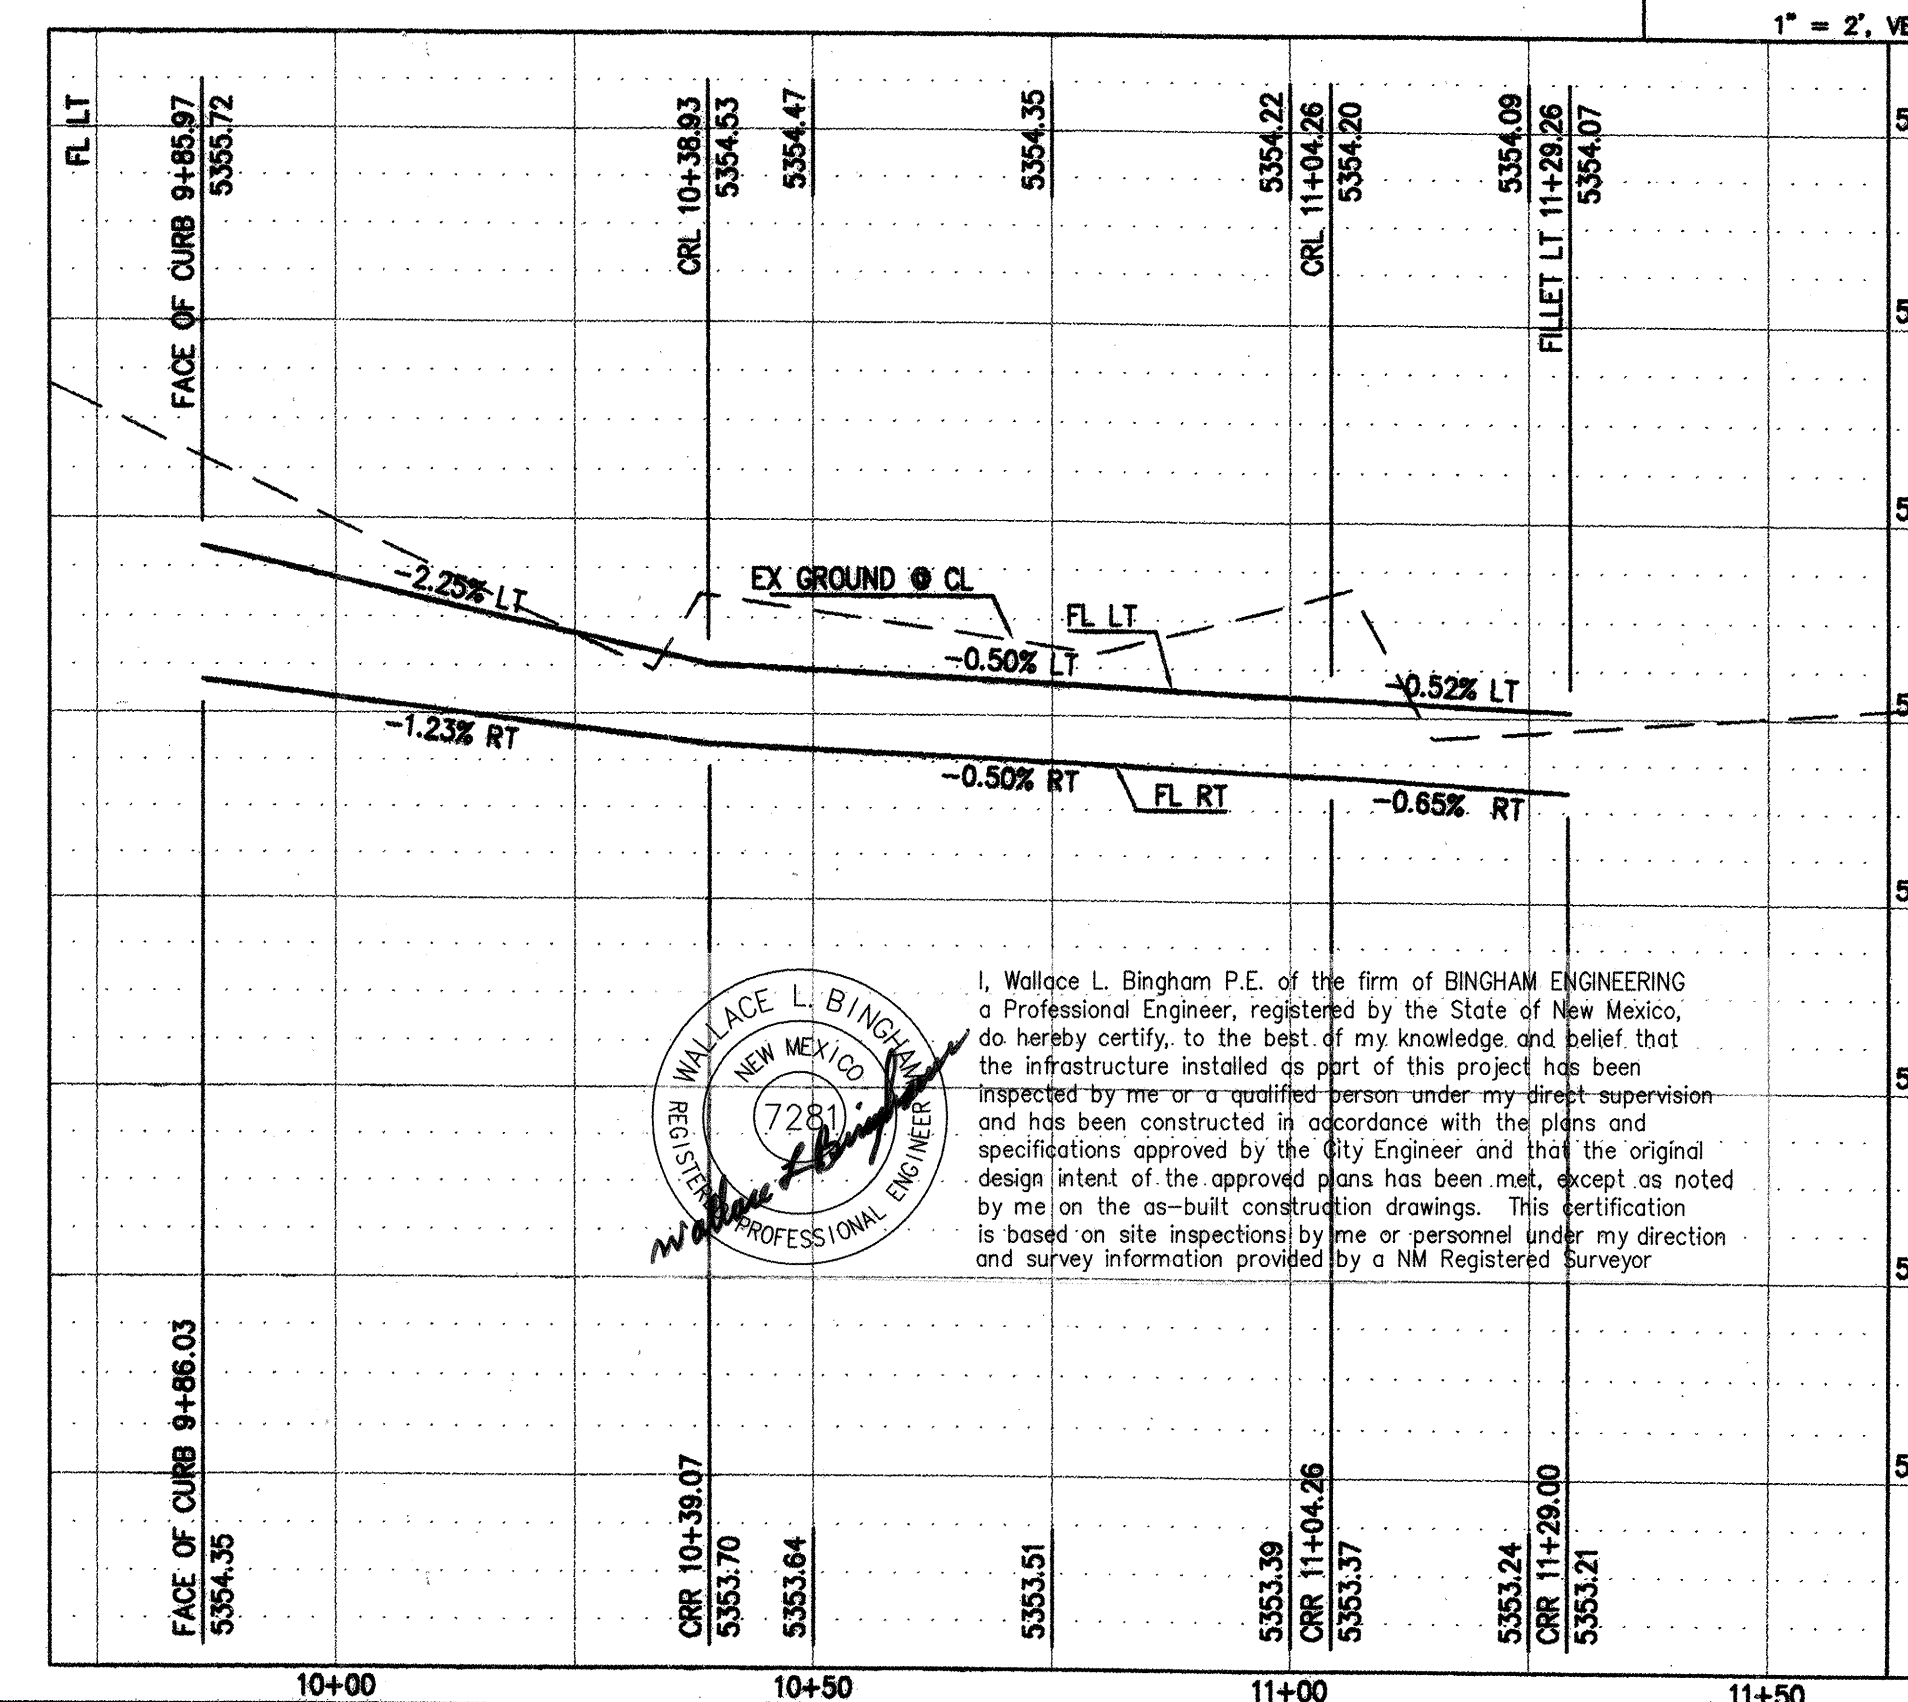 1" = 2',
FL LT
FACE OF CURB 9+85.97
5355.72
CRL 10+38.93
5354.53
5354.47
5354.35
5354.22
CRL 11+04.26
5354.20
5354.09
FILLET LT 11+29.26
5354.07
-2.25% LT
EX GROUND @ CL
FL LT
-0.50% LT
-0.52% LT
-1.23% RT
-0.50% RT
FL RT
-0.65% RT
WALLACE L. BINGHAM
NEW MEXICO
7281
REGISTERED PROFESSIONAL ENGINEER
Wallace L Bingham
I, Wallace L. Bingham P.E. of the firm of BINGHAM ENGINEERING
a Professional Engineer, registered by the State of New Mexico,
do hereby certify, to the best of my knowledge and belief that
the infrastructure installed as part of this project has been
inspected by me or a qualified person under my direct supervision
and has been constructed in accordance with the plans and
specifications approved by the City Engineer and that the original
design intent of the approved plans has been met, except as noted
by me on the as-built construction drawings. This certification
is based on site inspections by me or personnel under my direction
and survey information provided by a NM Registered Surveyor
FACE OF CURB 9+86.03
5354.35
CRR 10+39.07
5353.70
5353.64
5353.51
5353.39
CRR 11+04.26
5353.37
5353.24
CRR 11+29.00
5353.21
10+00
10+50
11+00
11+50